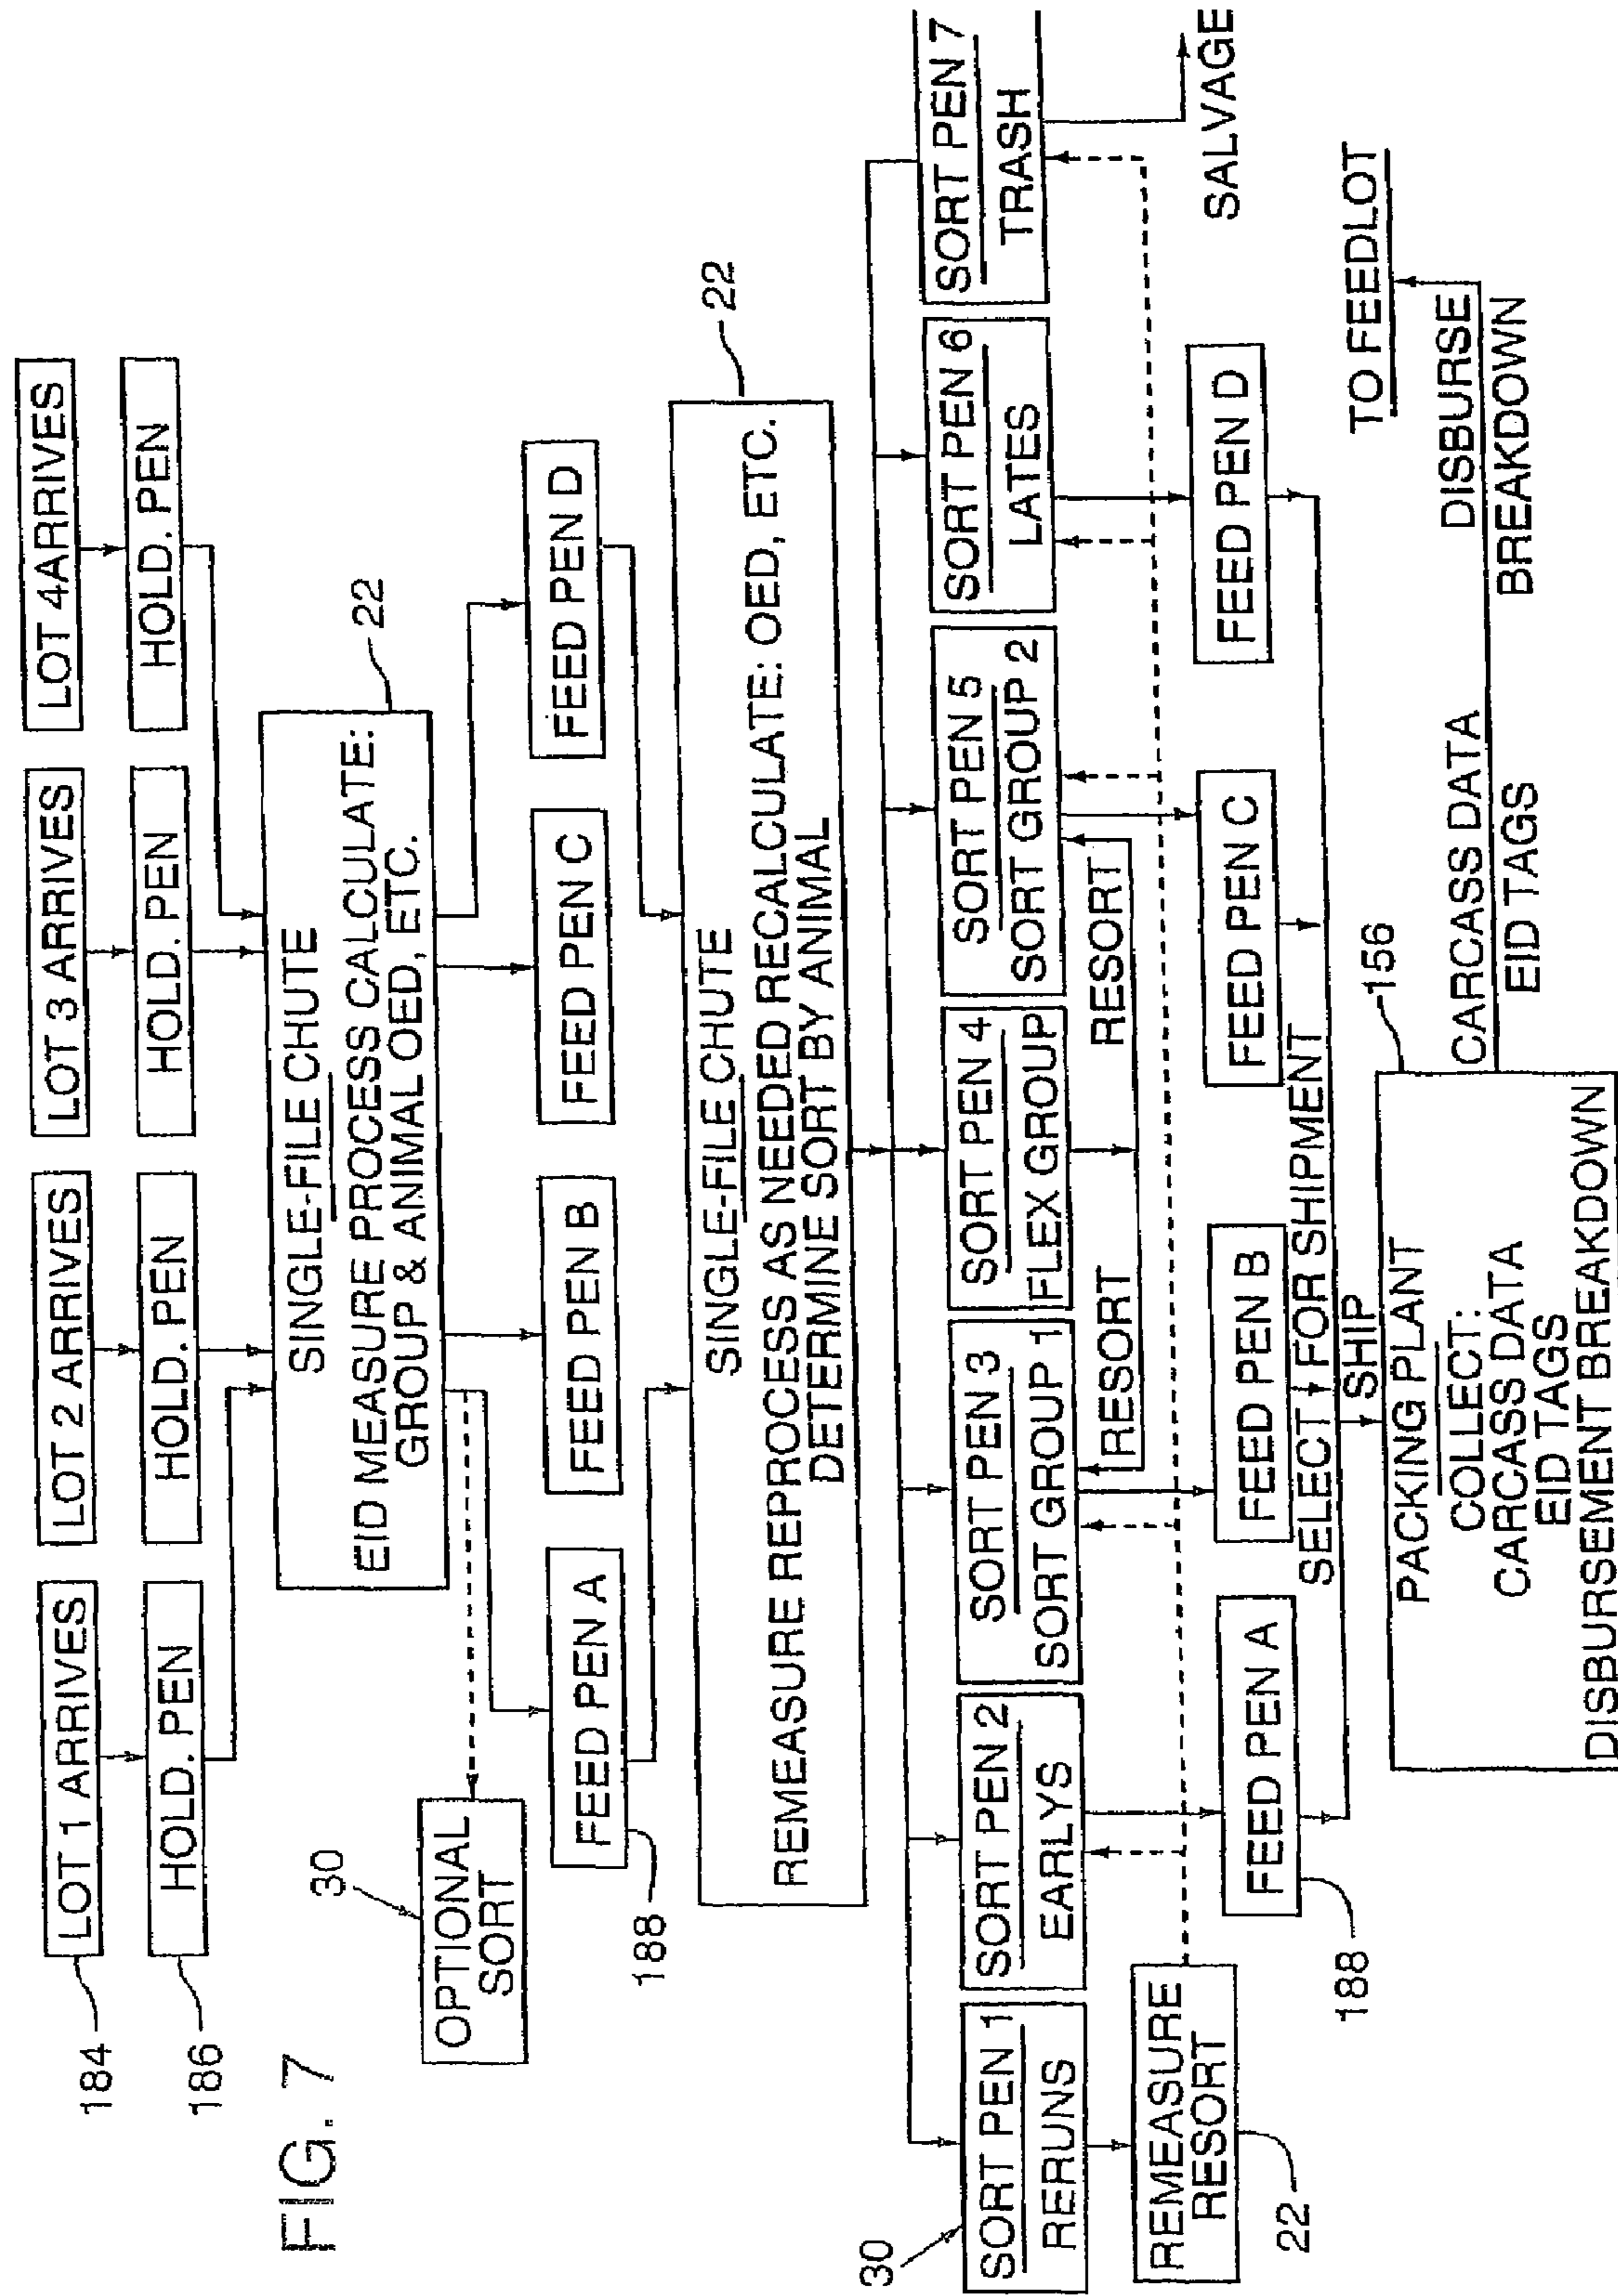 FIG. 7
184
LOT 1 ARRIVES
LOT 2 ARRIVES
LOT 3 ARRIVES
LOT 4ARRIVES
186
HOLD. PEN
HOLD. PEN
HOLD. PEN
HOLD. PEN
22
SINGLE-FILE CHUTE
EID MEASURE PROCESS CALCULATE:
GROUP & ANIMAL OED, ETC.
30
OPTIONAL
SORT
188
FEED PEN A
FEED PEN B
FEED PEN C
FEED PEN D
22
SINGLE-FILE CHUTE
REMEASURE REPROCESS AS NEEDED RECALCULATE: OED, ETC.
DETERMINE SORT BY ANIMAL
30
SORT PEN 1
RERUNS
SORT PEN 2
EARLYS
SORT PEN 3
SORT GROUP 1
SORT PEN 4
FLEX GROUP
SORT PEN 5
SORT GROUP 2
SORT PEN 6
LATES
SORT PEN 7
TRASH
RESORT
RESORT
REMEASURE
RESORT
22
SALVAGE
188
FEED PEN A
FEED PEN B
FEED PEN C
FEED PEN D
SELECT FOR SHIPMENT
SHIP
156
PACKING PLANT
COLLECT:
CARCASS DATA
EID TAGS
DISBURSEMENT BREAKDOWN
CARCASS DATA
EID TAGS
DISBURSE
BREAKDOWN
TO FEEDLOT